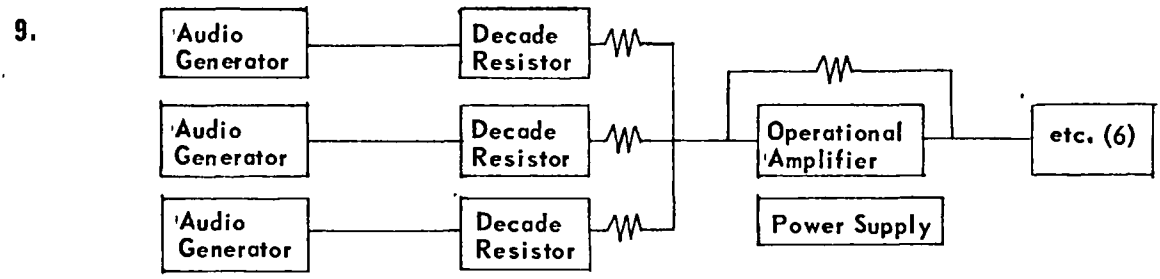 9.
Audio
Generator
Decade
Resistor
Audio
Generator
Decade
Resistor
Operational
Amplifier
etc. (6)
Audio
Generator
Decade
Resistor
Power Supply